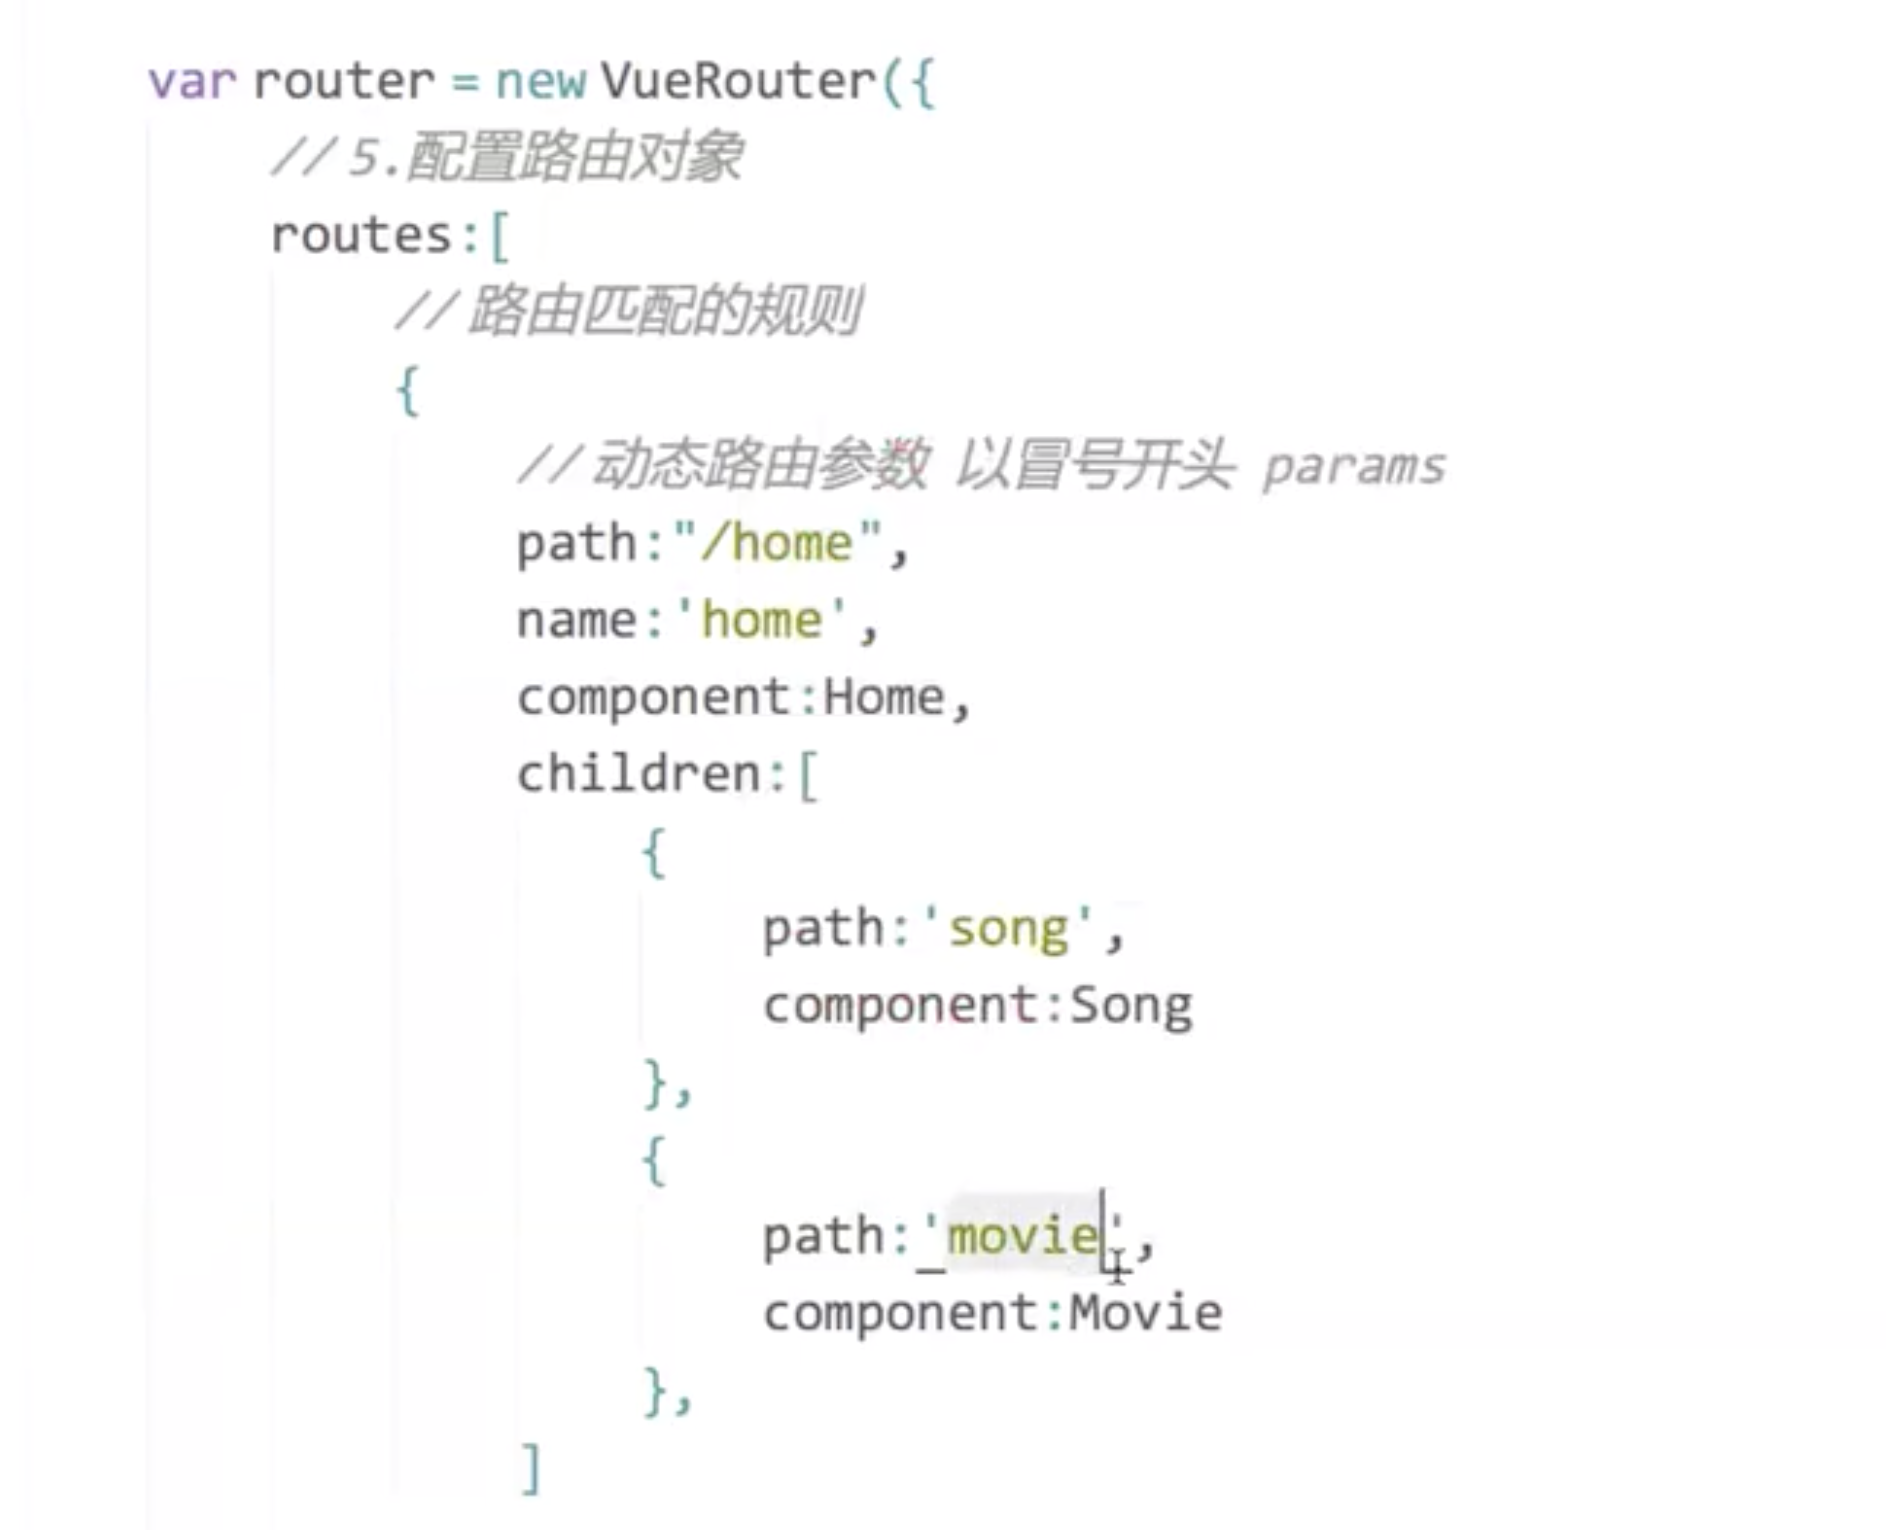 var router = new VueRouter({
// 5.配置路由对象
routes:[
// 路由匹配的规则
{
// 动态路由参数 以冒号开头 params
path:"/home",
name:'home',
component:Home,
children:[
{
path:'song',
component:Song
},
{
path:'movie',
component:Movie
},
]